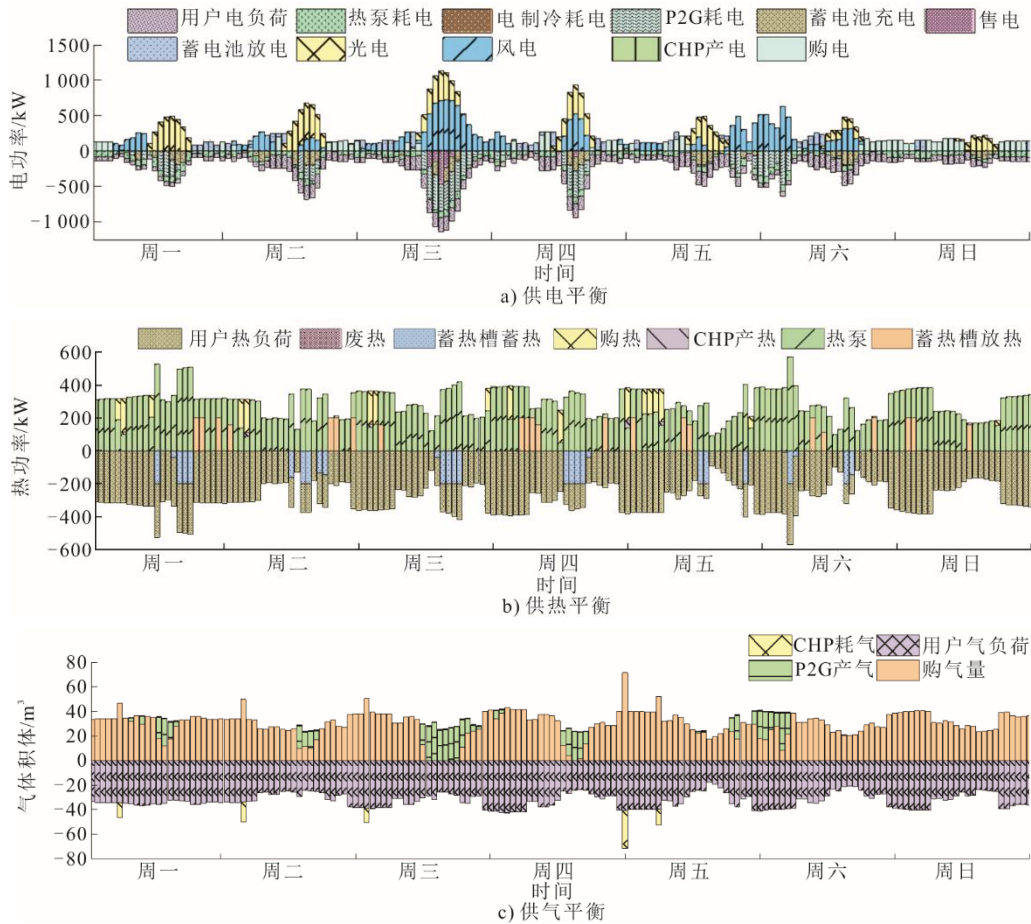 用户电负荷 热泵耗电 电制冷耗电 P2G耗电 蓄电池充电 售电
蓄电池放电 光电 风电 CHP产电 购电
电功率/kW
1500
1 000
500
0
−500
−1 000
周一 周二 周三 周四 周五 周六 周日
时间
a) 供电平衡
用户热负荷 废热 蓄热槽蓄热 购热 CHP产热 热泵 蓄热槽放热
热功率/kW
600
400
200
0
−200
−400
−600
周一 周二 周三 周四 周五 周六 周日
时间
b) 供热平衡
CHP耗气 用户气负荷
P2G产气 购气量
气体积体/m³
80
60
40
20
0
−20
−40
−60
−80
周一 周二 周三 周四 周五 周六 周日
时间
c) 供气平衡